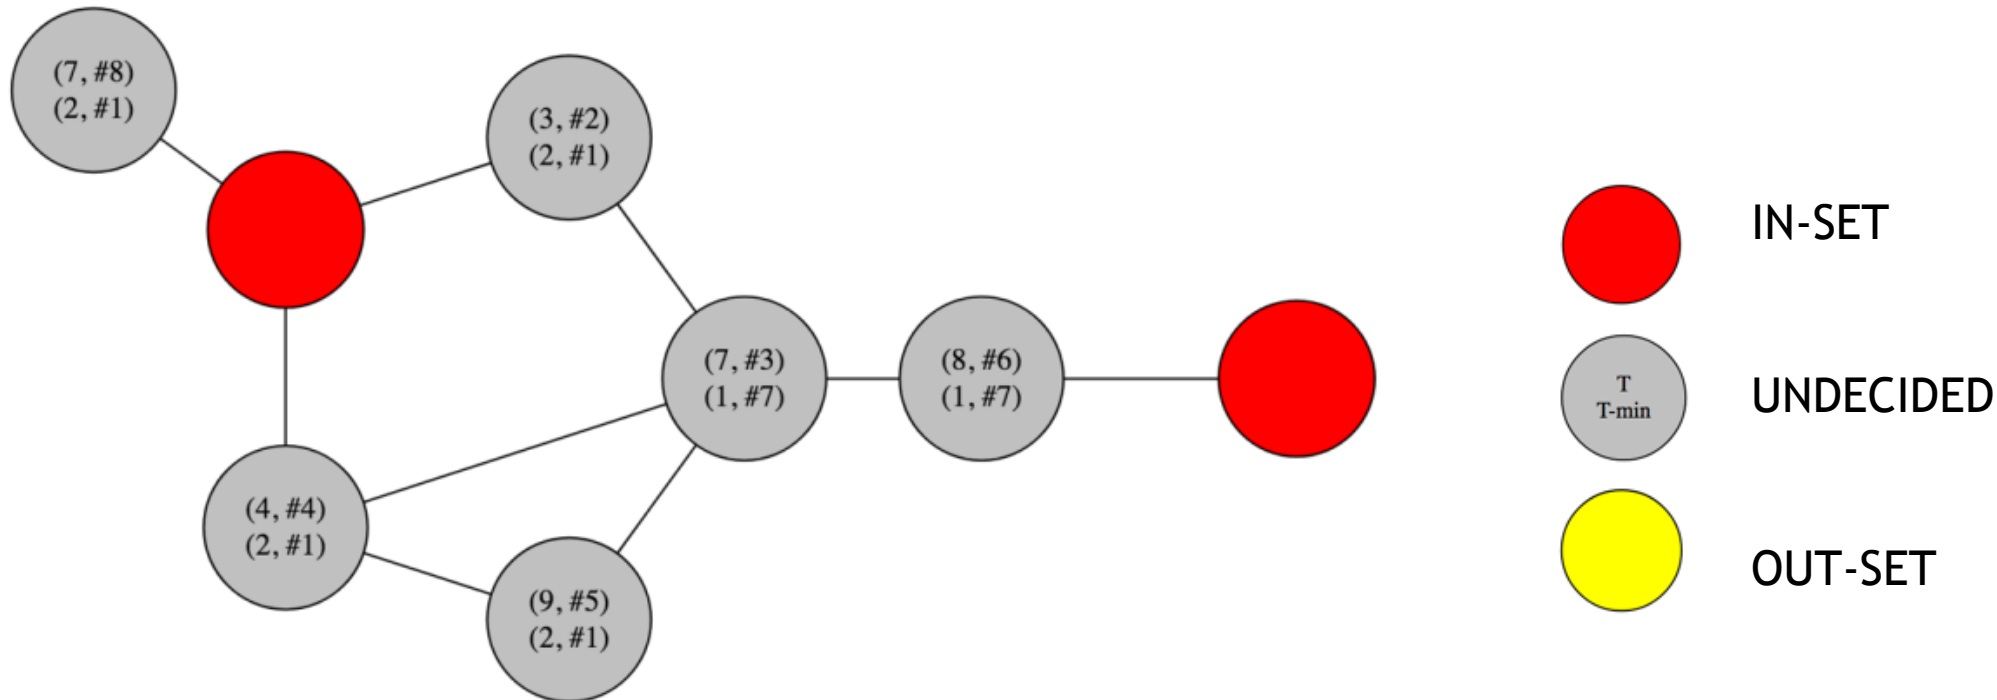 (7, #8)
(2, #1)
(3, #2)
(2, #1)
(7, #3)
(1, #7)
(8, #6)
(1, #7)
(4, #4)
(2, #1)
(9, #5)
(2, #1)
IN-SET
T
T-min
UNDECIDED
OUT-SET